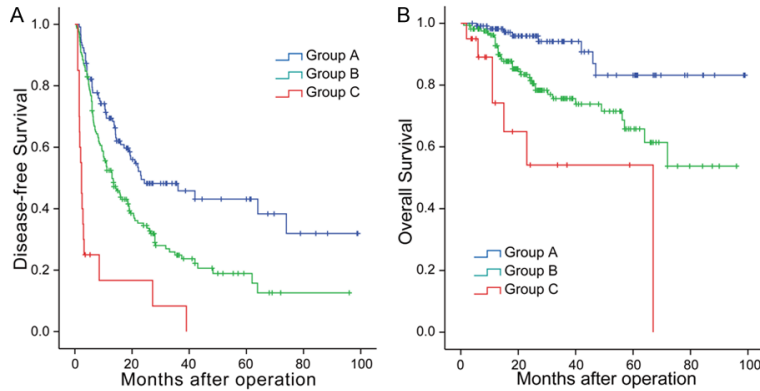 A
Disease-free Survival
1.0
0.8
0.6
0.4
0.2
0.0
Group A
Group B
Group C
0 20 40 60 80 100
Months after operation
B
Overall Survival
1.0
0.8
0.6
0.4
0.2
0.0
Group A
Group B
Group C
0 20 40 60 80 100
Months after operation